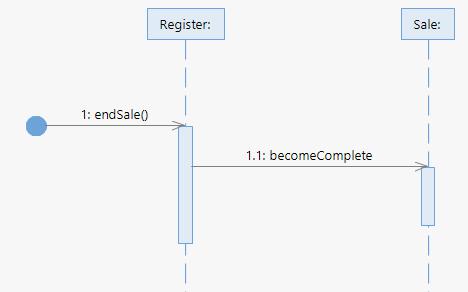 Register:
Sale:
1: endSale()
1.1: becomeComplete